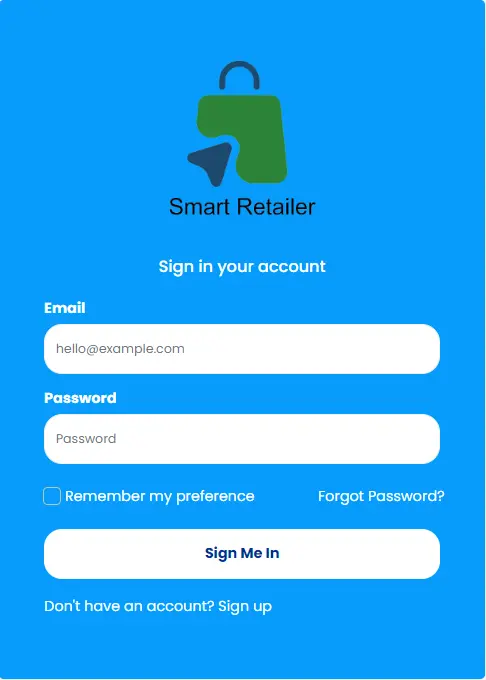 Smart Retailer
Sign in your account
Email
hello@example.com
Password
Password
Remember my preference Forgot Password?
Sign Me In
Don't have an account? Sign up